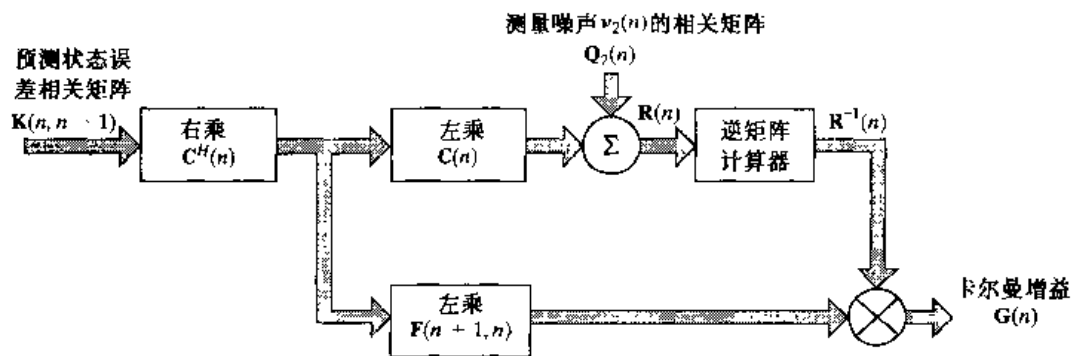 测量噪声ν₂(n)的相关矩阵
Q₂(n)
预测状态误
差相关矩阵
K(n, n - 1)
右乘
Cᴴ(n)
左乘
C(n)
Σ
R(n)
逆矩阵
计算器
R⁻¹(n)
左乘
F(n + 1, n)
卡尔曼增益
G(n)